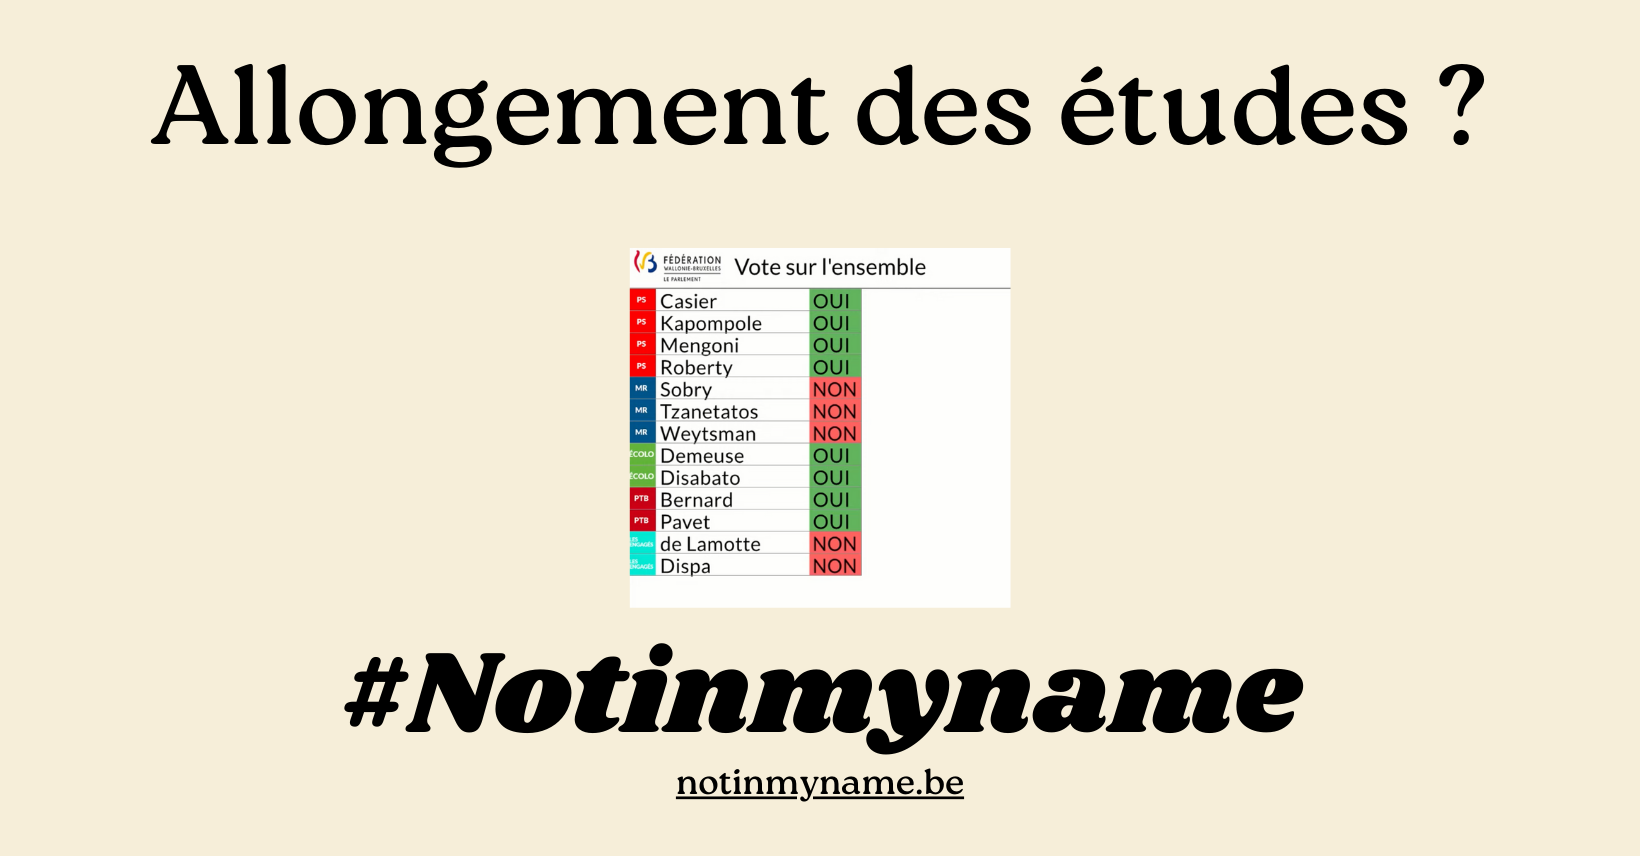 Allongement des études ?
FÉDÉRATION
WALLONIE-BRUXELLES
LE PARLEMENT
Vote sur l'ensemble
PS Casier OUI
PS Kapompole OUI
PS Mengoni OUI
PS Roberty OUI
MR Sobry NON
MR Tzanetatos NON
MR Weytsman NON
ÉCOLO Demeuse OUI
ÉCOLO Disabato OUI
PTB Bernard OUI
PTB Pavet OUI
LES ENGAGÉS de Lamotte NON
LES ENGAGÉS Dispa NON
#Notinmyname
notinmyname.be